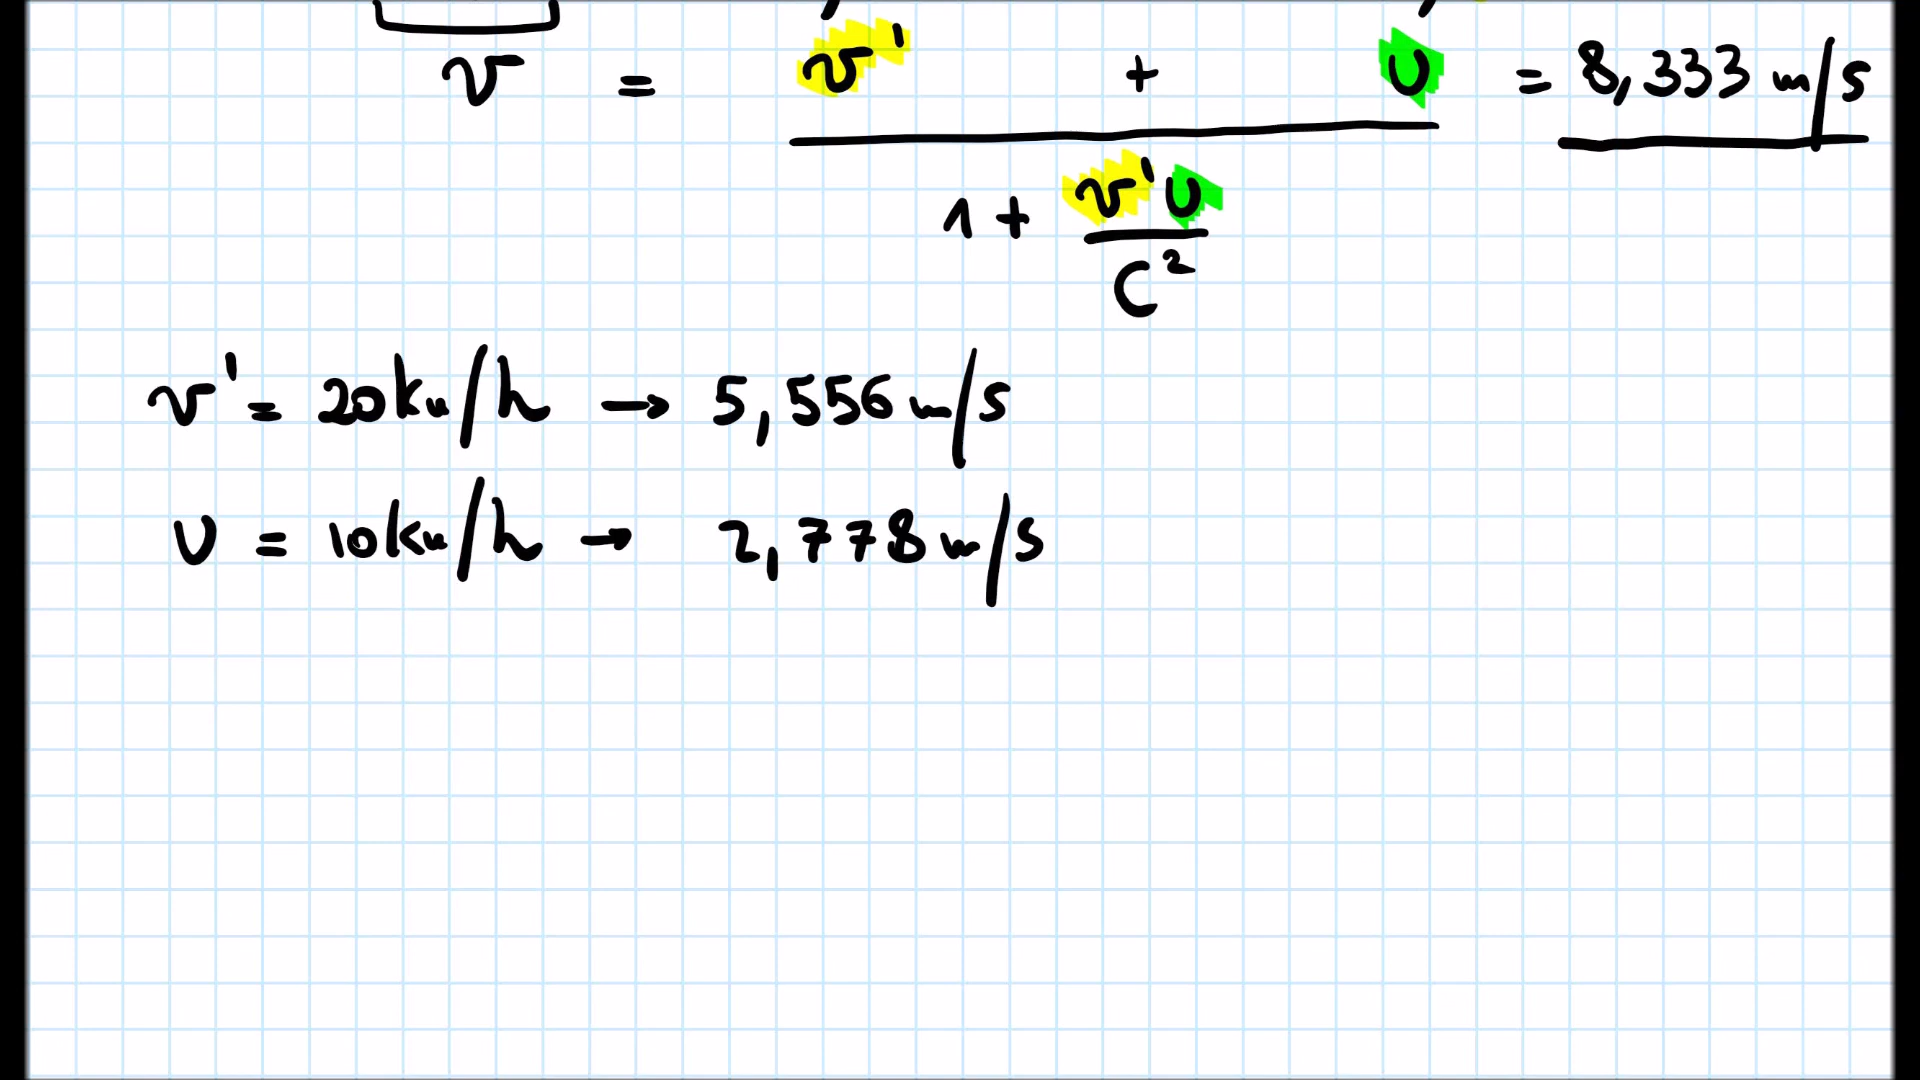 v = v' + U = 8,333 m/s
1 + v'U
C²
v' = 20km/h → 5,556 m/s
U = 10km/h → 2,778 m/s